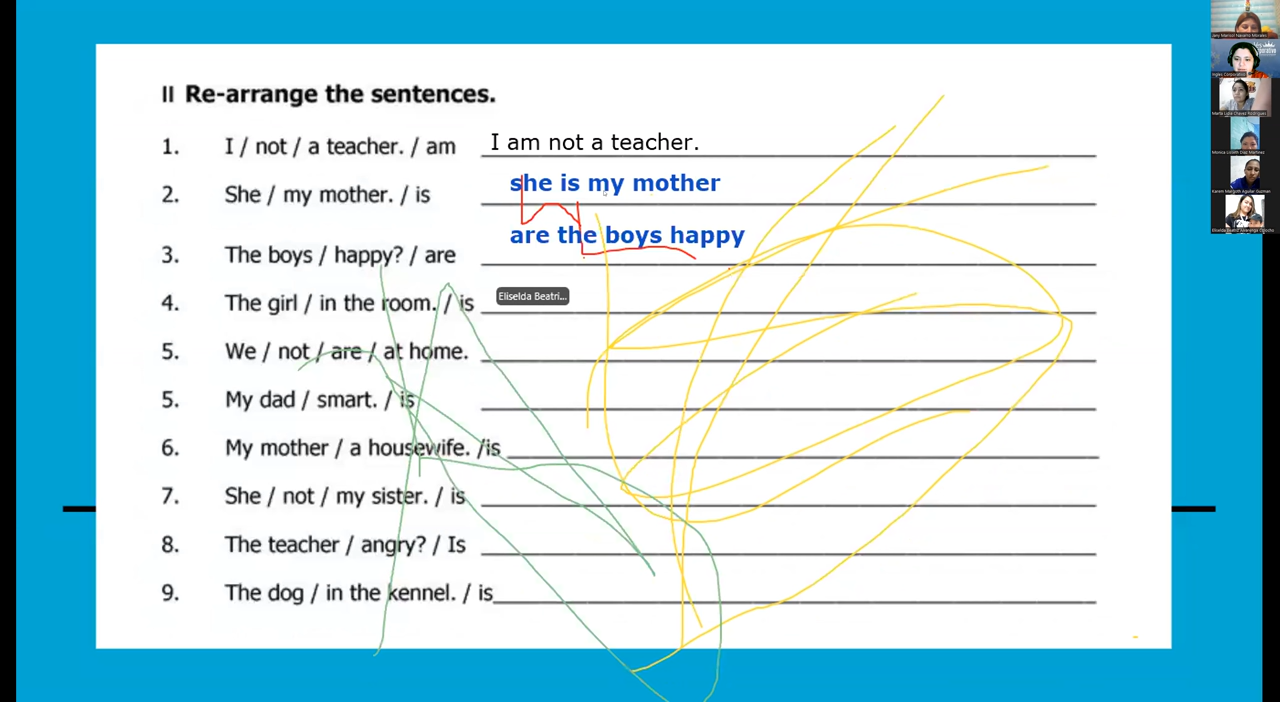 II Re-arrange the sentences.
1. I / not / a teacher. / am I am not a teacher.
2. She / my mother. / is she is my mother
3. The boys / happy? / are are the boys happy
4. The girl / in the room. / is Eliselda Beatri...
5. We / not / are / at home.
5. My dad / smart. / is
6. My mother / a housewife. /is
7. She / not / my sister. / is
8. The teacher / angry? / Is
9. The dog / in the kennel. / is